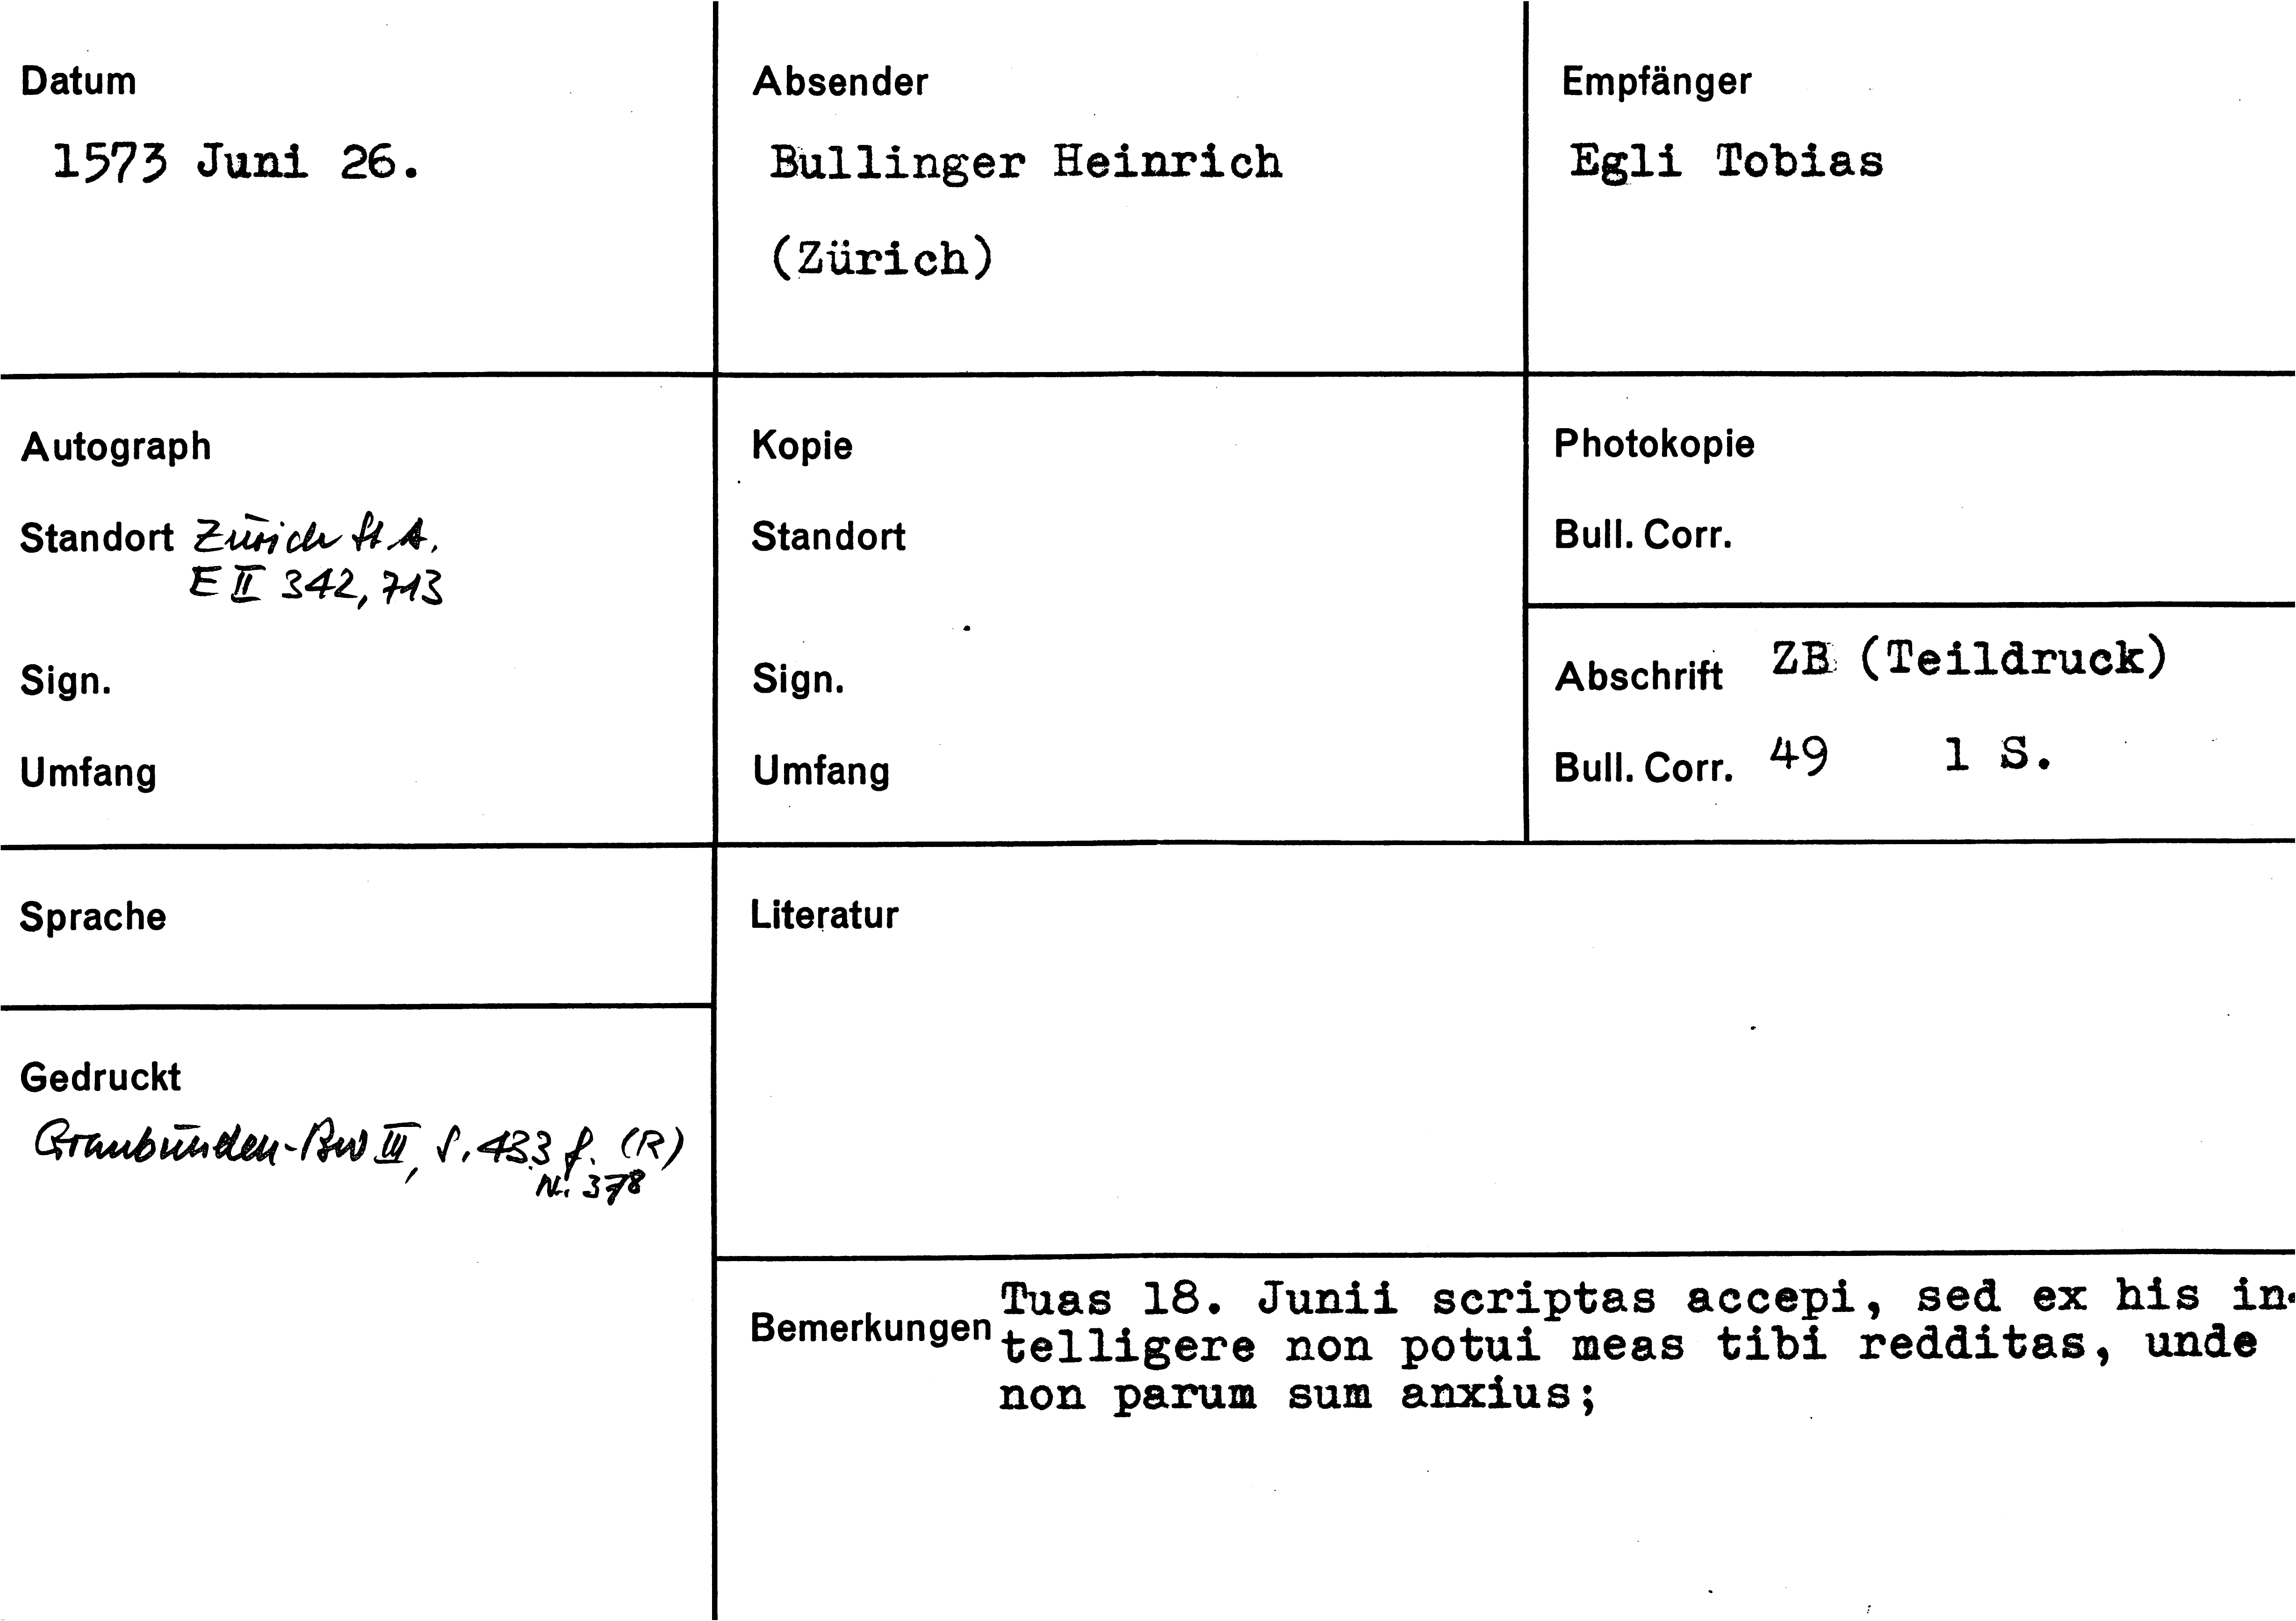 Datum
1573 Juni 26.
Absender
Bullinger Heinrich
(Zürich)
Empfänger
Egli Tobias
Autograph
Standort Zürich StA.
E II 342, 713
Sign.
Umfang
Kopie
Standort
Sign.
Umfang
Photokopie
Bull. Corr.
Abschrift ZB (Teildruck)
Bull. Corr. 49 1 S.
Sprache
Gedruckt
Graubünden-Bw III, S. 433 f. (R)
Nr. 378
Literatur
Bemerkungen
Tuas 18. Junii scriptas accepi, sed ex his in-
telligere non potui meas tibi redditas, unde
non parum sum anxius;